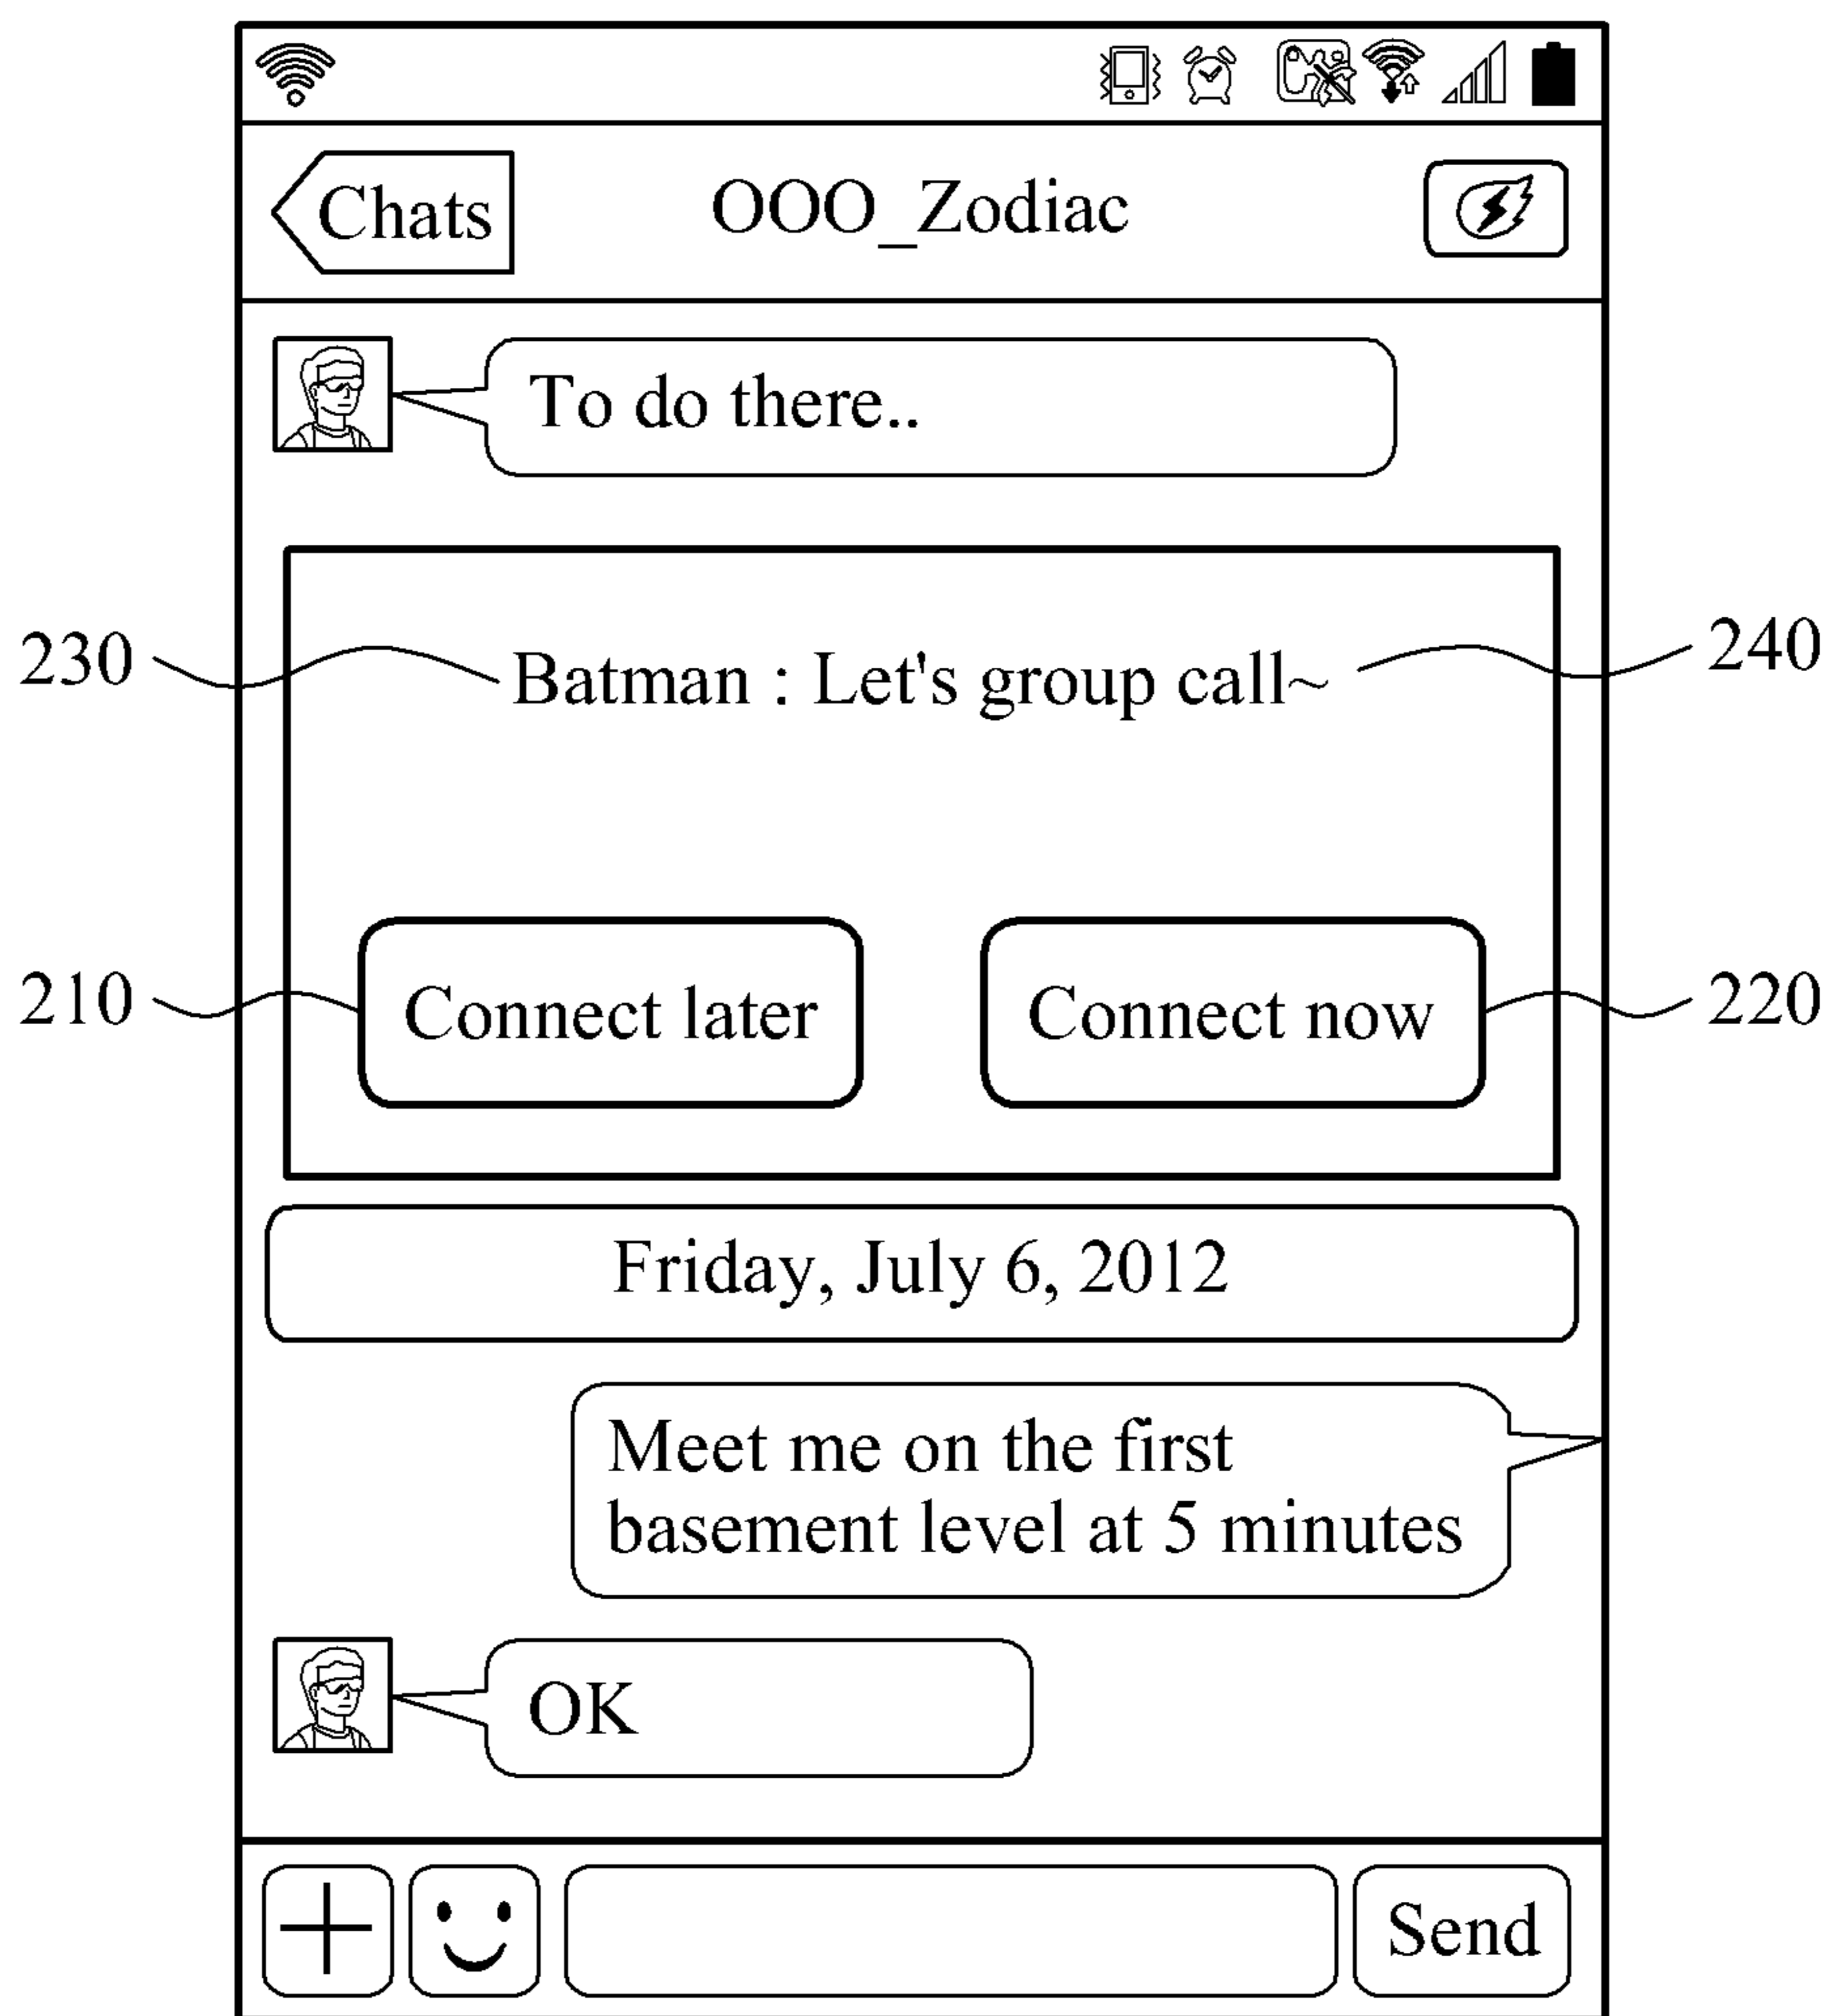 Chats
OOO_Zodiac
To do there..
230
Batman : Let's group call~
240
210
Connect later
Connect now
220
Friday, July 6, 2012
Meet me on the first
basement level at 5 minutes
OK
Send